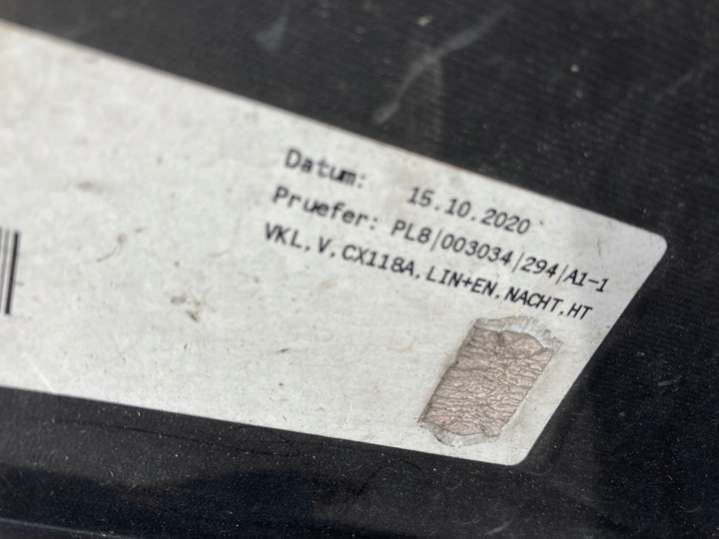 Datum: 15.10.2020
Pruefer: PL8/003034/294/A1-1
VKL,V,CX118A,LIN+EN,NACHT,HT